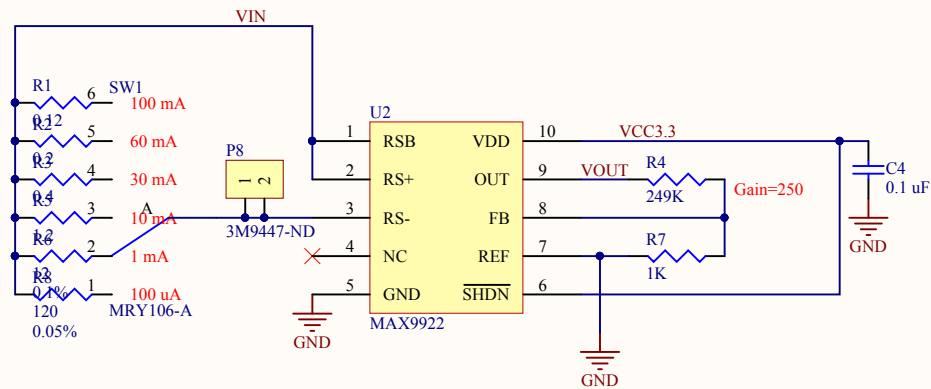 VIN
R1
6
SW1
100 mA
0.12
R2
5
60 mA
0.2
R3
4
30 mA
0.4
R5
3
A
10 mA
1.2
R6
2
1 mA
12
0.1%
R8
1
100 uA
120
0.05%
MRY106-A
P8
1
2
3M9447-ND
U2
1
RSB
VDD
10
VCC3.3
2
RS+
OUT
9
VOUT
R4
249K
Gain=250
3
RS-
FB
8
4
NC
REF
7
R7
1K
5
GND
SHDN
6
MAX9922
GND
GND
C4
0.1 uF
GND